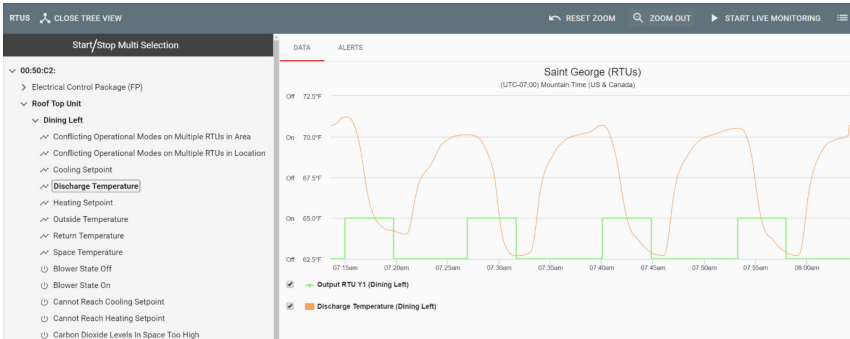 RTUS CLOSE TREE VIEW RESET ZOOM ZOOM OUT START LIVE MONITORING
Start/Stop Multi Selection
00:50:C2:
Electrical Control Package (FP)
Roof Top Unit
Dining Left
Conflicting Operational Modes on Multiple RTUs in Area
Conflicting Operational Modes on Multiple RTUs in Location
Cooling Setpoint
Discharge Temperature
Heating Setpoint
Outside Temperature
Return Temperature
Space Temperature
Blower State Off
Blower State On
Cannot Reach Cooling Setpoint
Cannot Reach Heating Setpoint
Carbon Dioxide Levels In Space Too High
DATA ALERTS
Saint George (RTUs)
(UTC-07:00) Mountain Time (US & Canada)
Off 72.5°F
On 70.0°F
Off 67.5°F
On 65.0°F
Off 62.5°F
07:15am 07:20am 07:25am 07:30am 07:35am 07:40am 07:45am 07:50am 07:55am 08:00am
Output RTU Y1 (Dining Left)
Discharge Temperature (Dining Left)